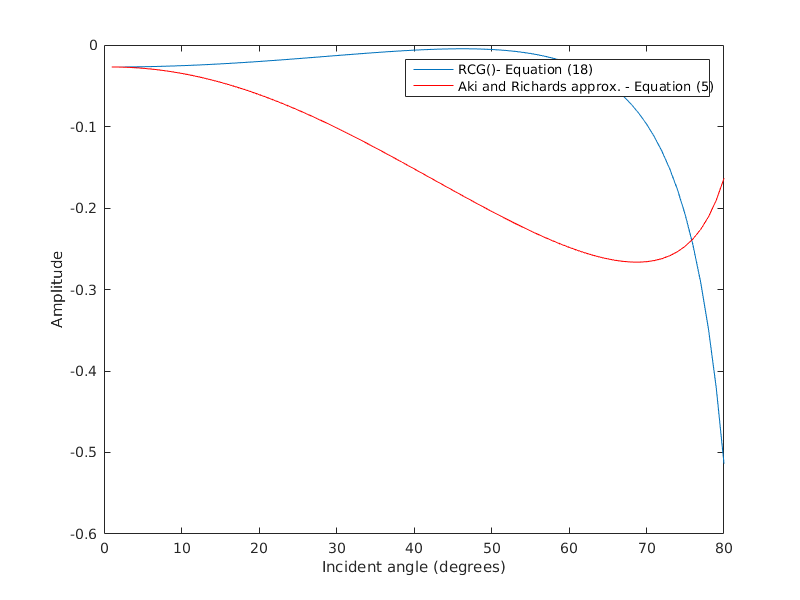 0
RCG()- Equation (18)
Aki and Richards approx. - Equation (5)
-0.1
-0.2
-0.3
-0.4
-0.5
-0.6
Amplitude
0 10 20 30 40 50 60 70 80
Incident angle (degrees)